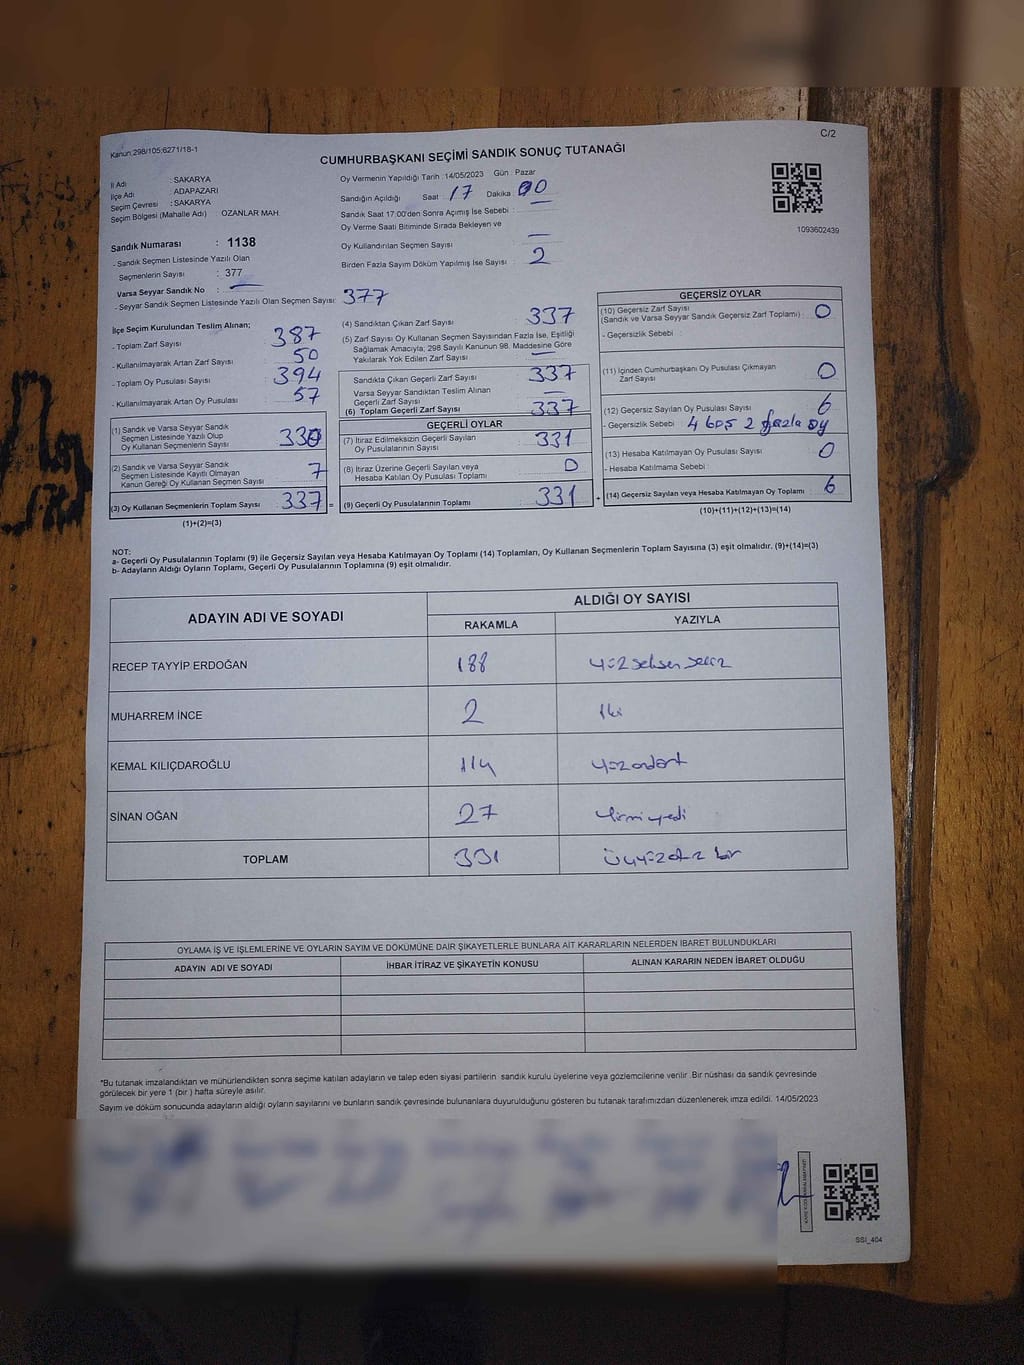 C/2
Kanun:298/105;6271/18-1
CUMHURBAŞKANI SEÇİMİ SANDIK SONUÇ TUTANAĞI
İl Adı : SAKARYA
İlçe Adı : ADAPAZARI
Seçim Çevresi : SAKARYA
Seçim Bölgesi (Mahalle Adı) OZANLAR MAH.
Sandık Numarası : 1138
- Sandık Seçmen Listesinde Yazılı Olan
Seçmenlerin Sayısı : 377
Varsa Seyyar Sandık No :
- Seyyar Sandık Seçmen Listesinde Yazılı Olan Seçmen Sayısı: 377
Oy Vermenin Yapıldığı Tarih : 14/05/2023 Gün : Pazar
Sandığın Açıldığı Saat : 17 Dakika : 00
Sandık Saat 17:00'den Sonra Açılmış İse Sebebi :
Oy Verme Saati Bitiminde Sırada Bekleyen ve
Oy Kullandırılan Seçmen Sayısı :
Birden Fazla Sayım Döküm Yapılmış İse Sayısı : 2
1093602439
İlçe Seçim Kurulundan Teslim Alınan;
- Toplam Zarf Sayısı : 387
- Kullanılmayarak Artan Zarf Sayısı : 50
- Toplam Oy Pusulası Sayısı : 394
- Kullanılmayarak Artan Oy Pusulası : 57
(1) Sandık ve Varsa Seyyar Sandık
Seçmen Listesinde Yazılı Olup
Oy Kullanan Seçmenlerin Sayısı : 330
(2) Sandık ve Varsa Seyyar Sandık
Seçmen Listesinde Kayıtlı Olmayan
Kanun Gereği Oy Kullanan Seçmen Sayısı : 7
(3) Oy Kullanan Seçmenlerin Toplam Sayısı : 337 =
(1)+(2)=(3)
(4) Sandıktan Çıkan Zarf Sayısı : 337
(5) Zarf Sayısı Oy Kullanan Seçmen Sayısından Fazla İse, Eşitliği
Sağlamak Amacıyla; 298 Sayılı Kanunun 98. Maddesine Göre
Yakılarak Yok Edilen Zarf Sayısı :
Sandıkta Çıkan Geçerli Zarf Sayısı : 337
Varsa Seyyar Sandıktan Teslim Alınan
Geçerli Zarf Sayısı :
(6) Toplam Geçerli Zarf Sayısı : 337
GEÇERLİ OYLAR
(7) İtiraz Edilmeksizin Geçerli Sayılan
Oy Pusulasının Sayısı : 331
(8) İtiraz Üzerine Geçerli Sayılan veya
Hesaba Katılan Oy Pusulası Toplamı : 0
(9) Geçerli Oy Pusulalarının Toplamı : 331 +
GEÇERSİZ OYLAR
(10) Geçersiz Zarf Sayısı
(Sandık ve Varsa Seyyar Sandık Geçersiz Zarf Toplamı) : 0
- Geçersizlik Sebebi :
(11) İçinden Cumhurbaşkanı Oy Pusulası Çıkmayan
Zarf Sayısı : 0
(12) Geçersiz Sayılan Oy Pusulası Sayısı : 6
- Geçersizlik Sebebi : 4 boş 2 fazla oy
(13) Hesaba Katılmayan Oy Pusulası Sayısı : 0
- Hesaba Katılmama Sebebi :
(14) Geçersiz Sayılan veya Hesaba Katılmayan Oy Toplamı : 6
(10)+(11)+(12)+(13)=(14)
NOT:
a- Geçerli Oy Pusulalarının Toplamı (9) ile Geçersiz Sayılan veya Hesaba Katılmayan Oy Toplamı (14) Toplamları, Oy Kullanan Seçmenlerin Toplam Sayısına (3) eşit olmalıdır. (9)+(14)=(3)
b- Adayların Aldığı Oyların Toplamı, Geçerli Oy Pusulalarının Toplamına (9) eşit olmalıdır.
ADAYIN ADI VE SOYADI ALDIĞI OY SAYISI
RAKAMLA YAZIYLA
RECEP TAYYİP ERDOĞAN 188 yüz seksen sekiz
MUHARREM İNCE 2 iki
KEMAL KILIÇDAROĞLU 114 yüz ondört
SİNAN OĞAN 27 yirmi yedi
TOPLAM 331 üçyüz otuz bir
OYLAMA İŞ VE İŞLEMLERİNE VE OYLARIN SAYIM VE DÖKÜMÜNE DAİR ŞİKAYETLERLE BUNLARA AİT KARARLARIN NELERDEN İBARET BULUNDUKLARI
ADAYIN ADI VE SOYADI İHBAR İTİRAZ VE ŞİKAYETİN KONUSU ALINAN KARARIN NEDEN İBARET OLDUĞU
*Bu tutanak imzalandıktan ve mühürlendikten sonra seçime katılan adayların ve talep eden siyasi partilerin sandık kurulu üyelerine veya gözlemcilerine verilir. Bir nüshası da sandık çevresinde
görülecek bir yere 1 (bir ) hafta süreyle asılır.
Sayım ve döküm sonucunda adayların aldığı oyların sayılarını ve bunların sandık çevresinde bulunanlara duyurulduğunu gösteren bu tutanak tarafımızdan düzenlenerek imza edildi. 14/05/2023
SSI_404